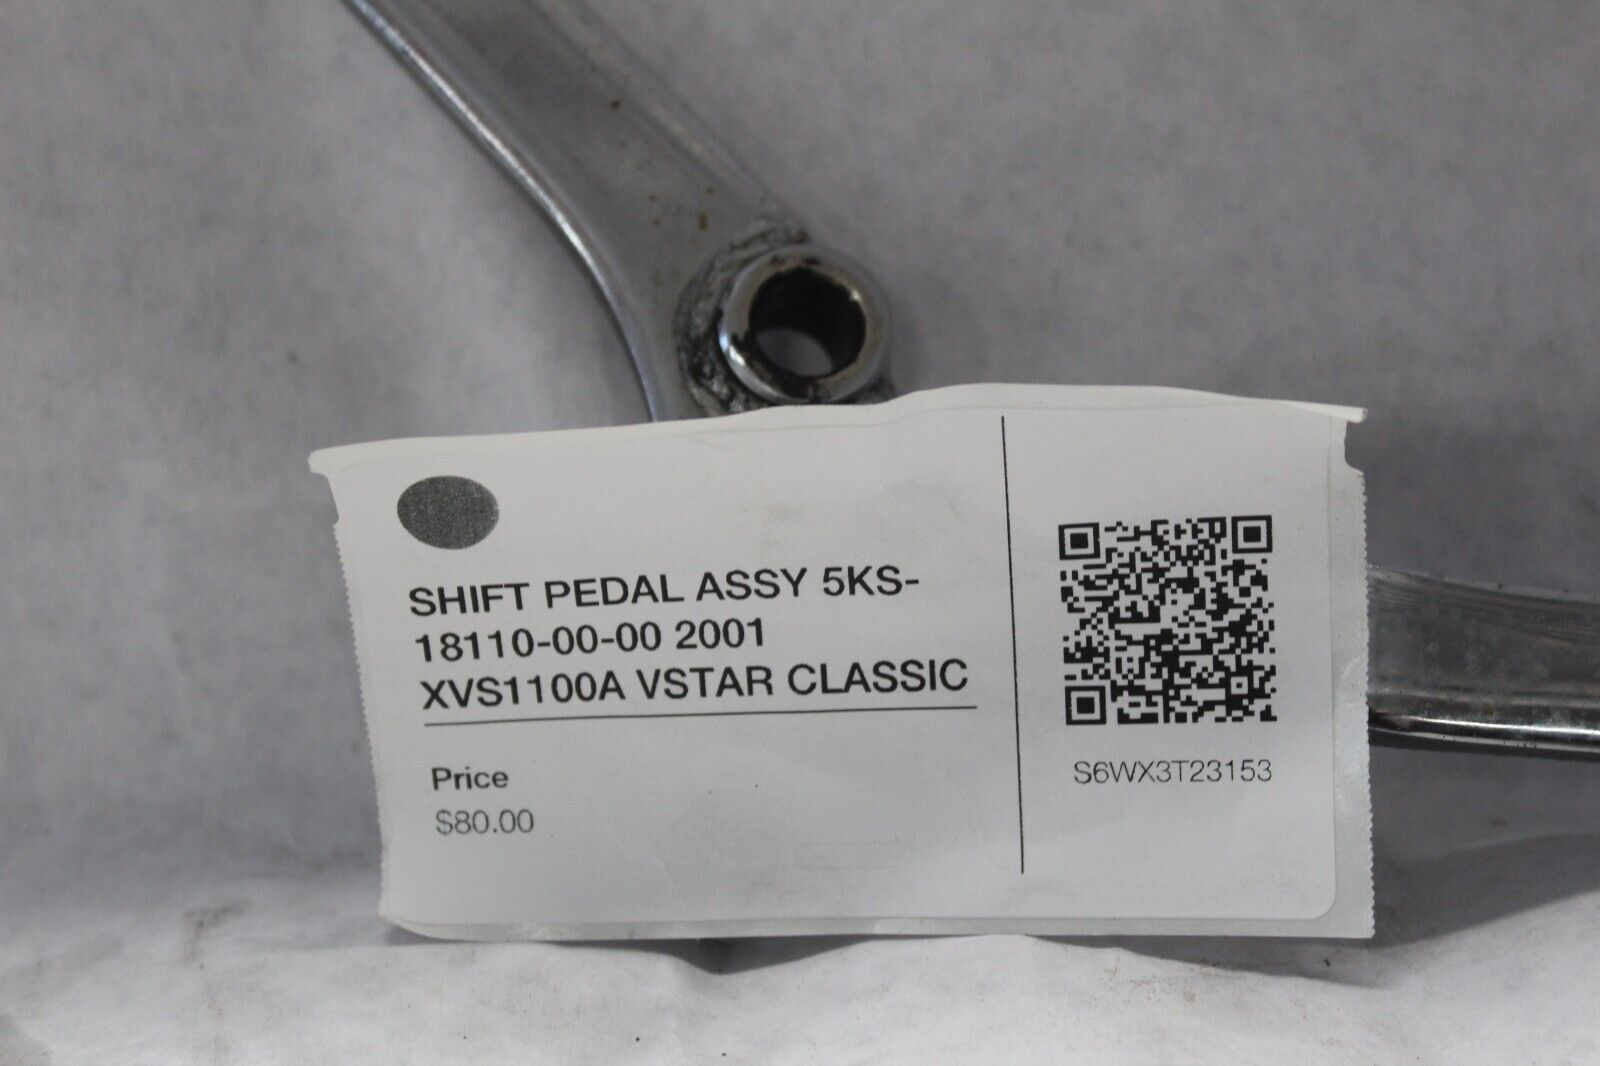 SHIFT PEDAL ASSY 5KS-
18110-00-00 2001
XVS1100A VSTAR CLASSIC
Price
$80.00
S6WX3T23153